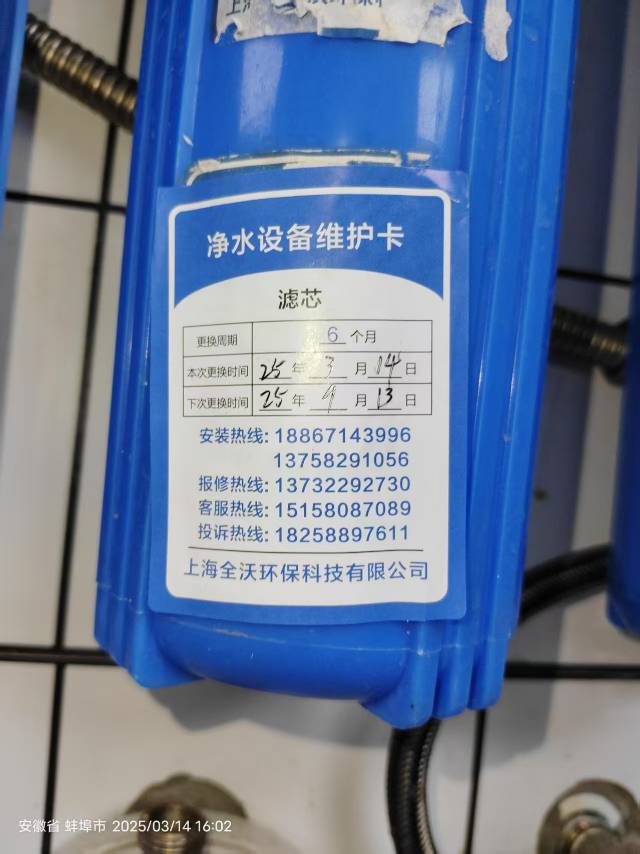 净水设备维护卡
滤芯
更换周期 6 个月
本次更换时间 25 年 3 月 14 日
下次更换时间 25 年 9 月 13 日
安装热线: 18867143996
13758291056
报修热线: 13732292730
客服热线: 15158087089
投诉热线: 18258897611
上海全沃环保科技有限公司
安徽省 蚌埠市 2025/03/14 16:02